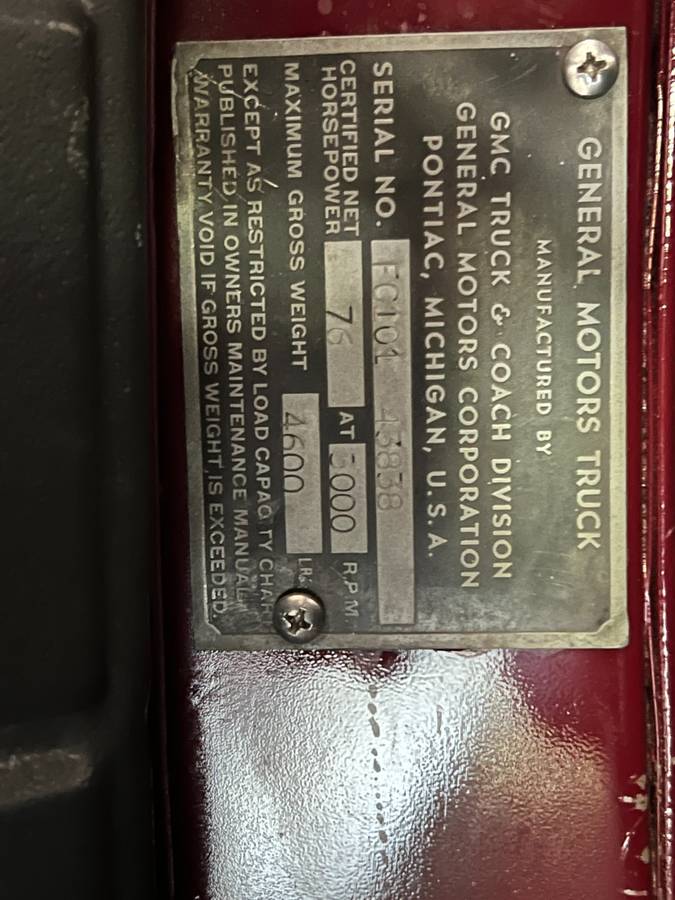 GENERAL MOTORS TRUCK
MANUFACTURED BY
GMC TRUCK & COACH DIVISION
GENERAL MOTORS CORPORATION
PONTIAC, MICHIGAN, U.S.A.
SERIAL NO. FC101 43838
CERTIFIED NET HORSEPOWER 76 AT 3000 R.P.M.
MAXIMUM GROSS WEIGHT 4600 LBS
EXCEPT AS RESTRICTED BY LOAD CAPACITY CHART
PUBLISHED IN OWNERS MAINTENANCE MANUAL.
WARRANTY VOID IF GROSS WEIGHT IS EXCEEDED.